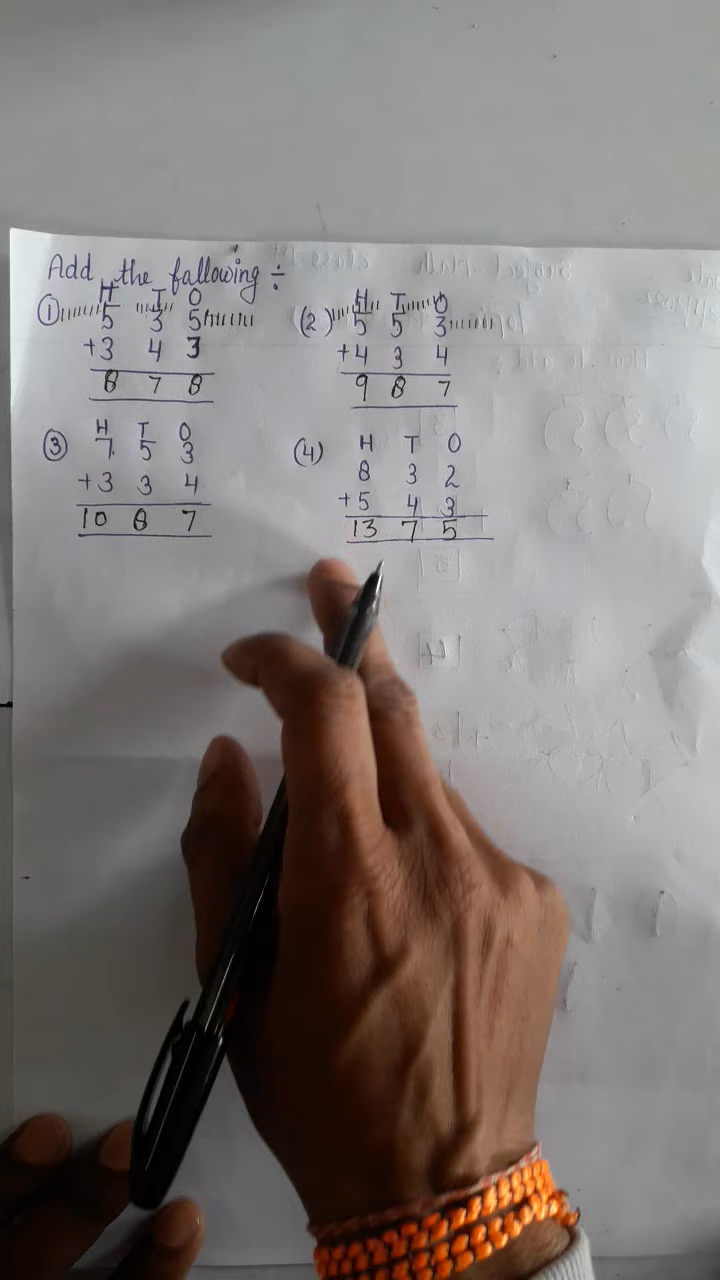 Add the fallowing ÷
① H T O
5 3 5
+3 4 3
8 7 8
(2) H T O
5 5 3
+4 3 4
9 8 7
③ H T O
7 5 3
+3 3 4
10 8 7
(4) H T O
8 3 2
+5 4 3
13 7 5